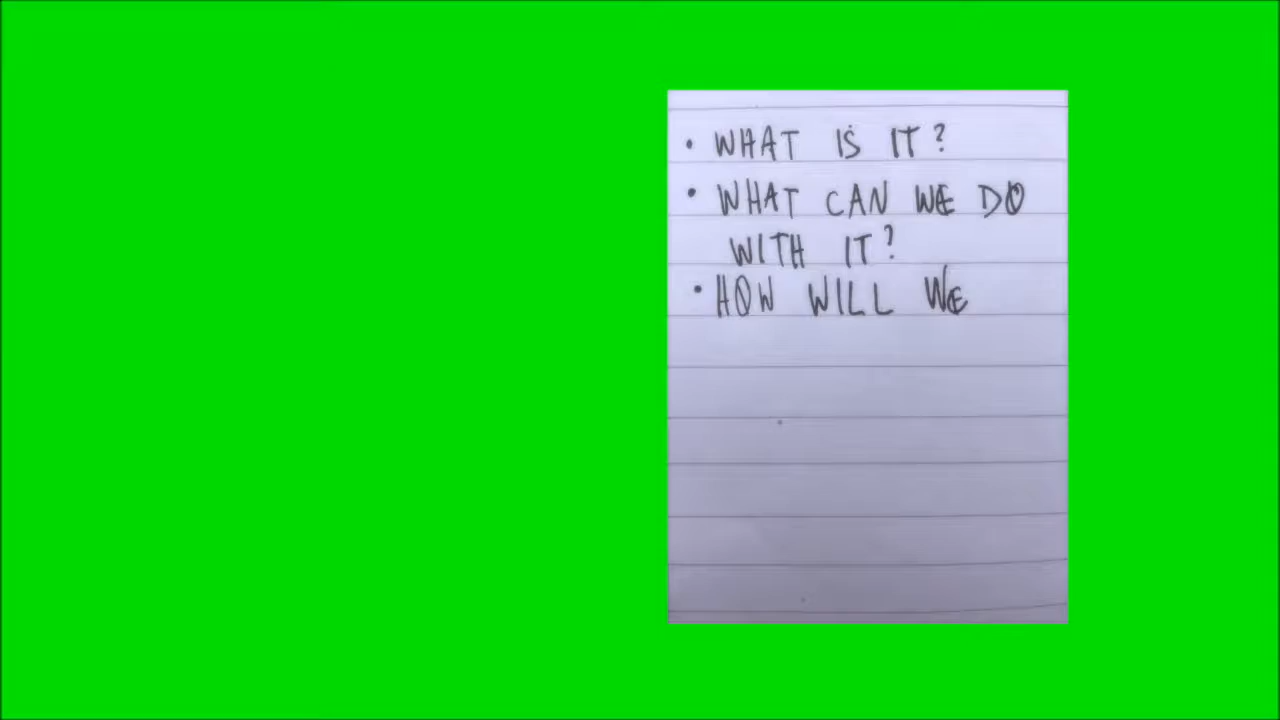 • WHAT IS IT?
• WHAT CAN WE DO
WITH IT?
• HOW WILL WE